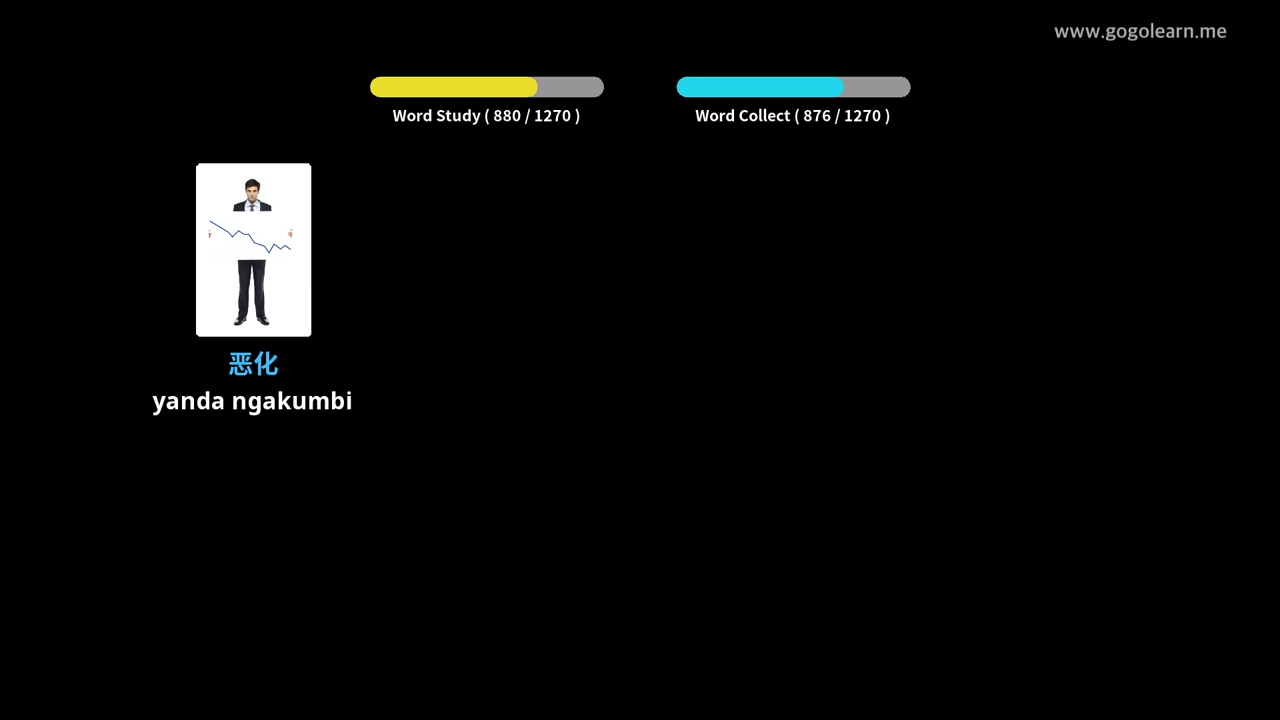 www.gogolearn.me
Word Study ( 880 / 1270 )
Word Collect ( 876 / 1270 )
恶化
yanda ngakumbi